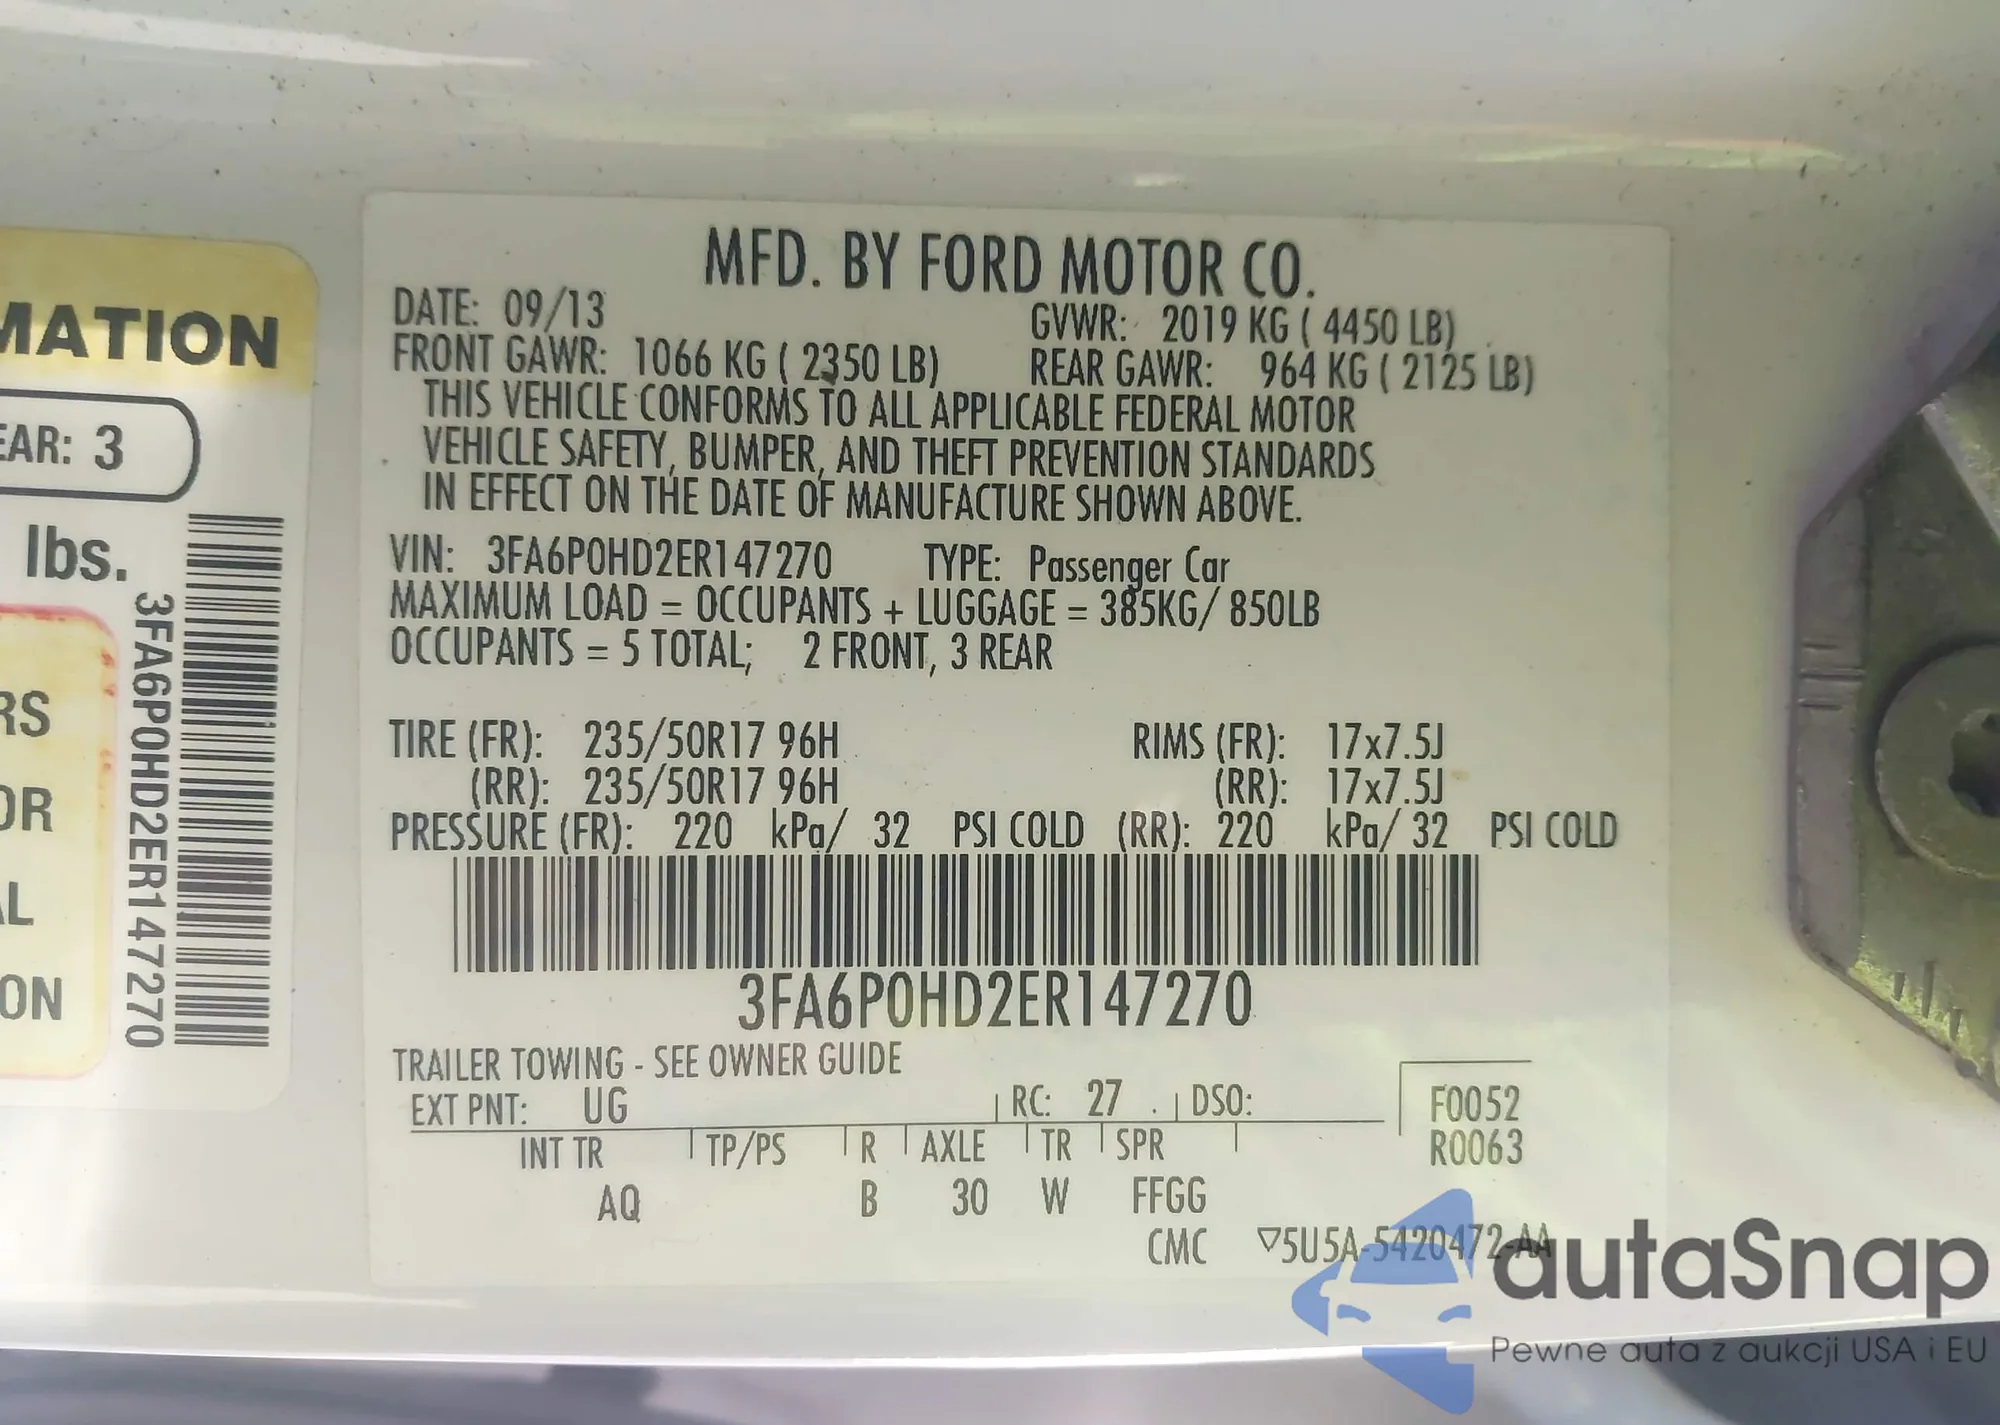 MATION
EAR: 3
lbs.
RS
OR
AL
ON
3FA6P0HD2ER147270
MFD. BY FORD MOTOR CO.
DATE: 09/13 GVWR: 2019 KG ( 4450 LB)
FRONT GAWR: 1066 KG ( 2350 LB) REAR GAWR: 964 KG ( 2125 LB)
THIS VEHICLE CONFORMS TO ALL APPLICABLE FEDERAL MOTOR
VEHICLE SAFETY, BUMPER, AND THEFT PREVENTION STANDARDS
IN EFFECT ON THE DATE OF MANUFACTURE SHOWN ABOVE.
VIN: 3FA6P0HD2ER147270 TYPE: Passenger Car
MAXIMUM LOAD = OCCUPANTS + LUGGAGE = 385KG/ 850LB
OCCUPANTS = 5 TOTAL; 2 FRONT, 3 REAR
TIRE (FR): 235/50R17 96H RIMS (FR): 17x7.5J
(RR): 235/50R17 96H (RR): 17x7.5J
PRESSURE (FR): 220 kPa/ 32 PSI COLD (RR): 220 kPa/ 32 PSI COLD
3FA6P0HD2ER147270
TRAILER TOWING - SEE OWNER GUIDE
EXT PNT: UG RC: 27 DSO: F0052
INT TR TP/PS R AXLE TR SPR R0063
AQ B 30 W FFGG
CMC ▽5U5A-5420472-AA
autaSnap
Pewne auta z aukcji USA i EU